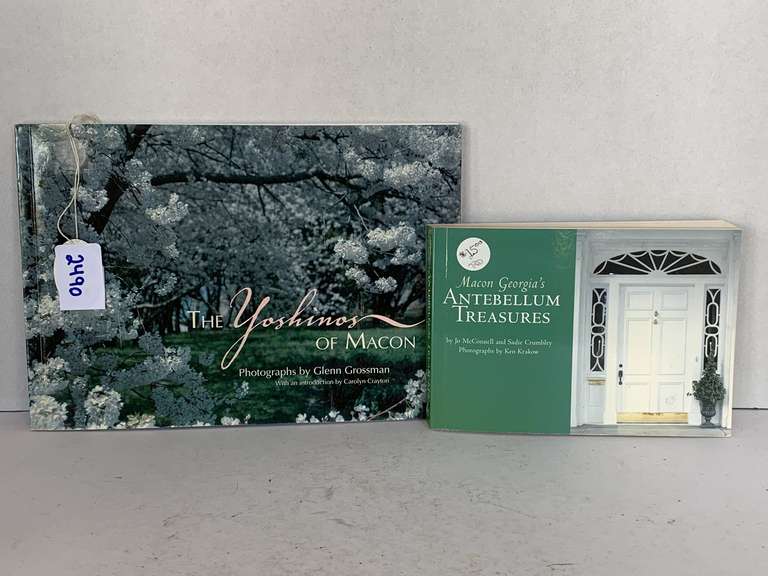 2490
THE Yoshinos
OF MACON
Photographs by Glenn Grossman
With an introduction by Carolyn Crayton
Macon Georgia's
ANTEBELLUM
TREASURES
by Jo McConnell and Sadie Crumbley
Photographs by Ken Krakow